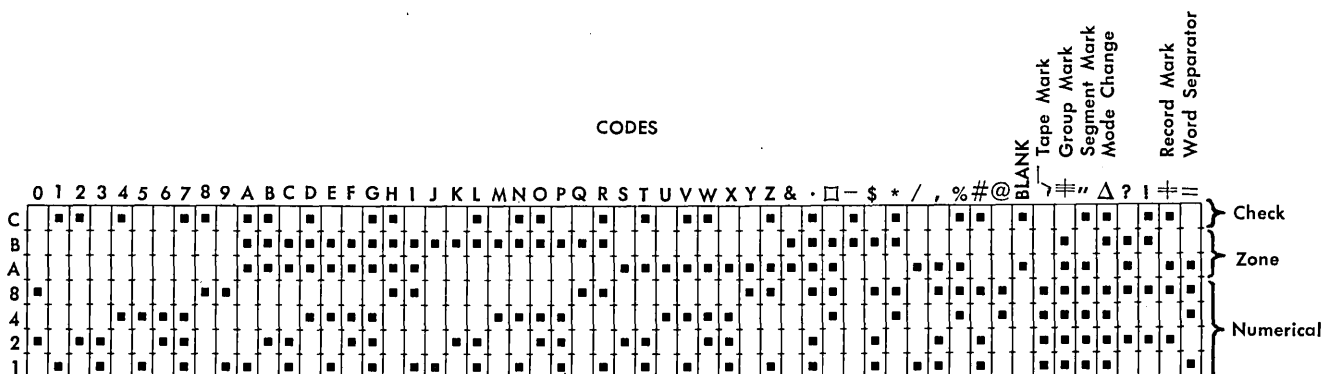 CODES
Tape Mark
Group Mark
Segment Mark
Mode Change
Record Mark
Word Separator
0 1 2 3 4 5 6 7 8 9 A B C D E F G H I J K L M N O P Q R S T U V W X Y Z & · ⌑ − $ * / , % # @ BLANK ⧻ " Δ ? ! ⧧ =
C Check
B
A Zone
8
4
2 Numerical
1